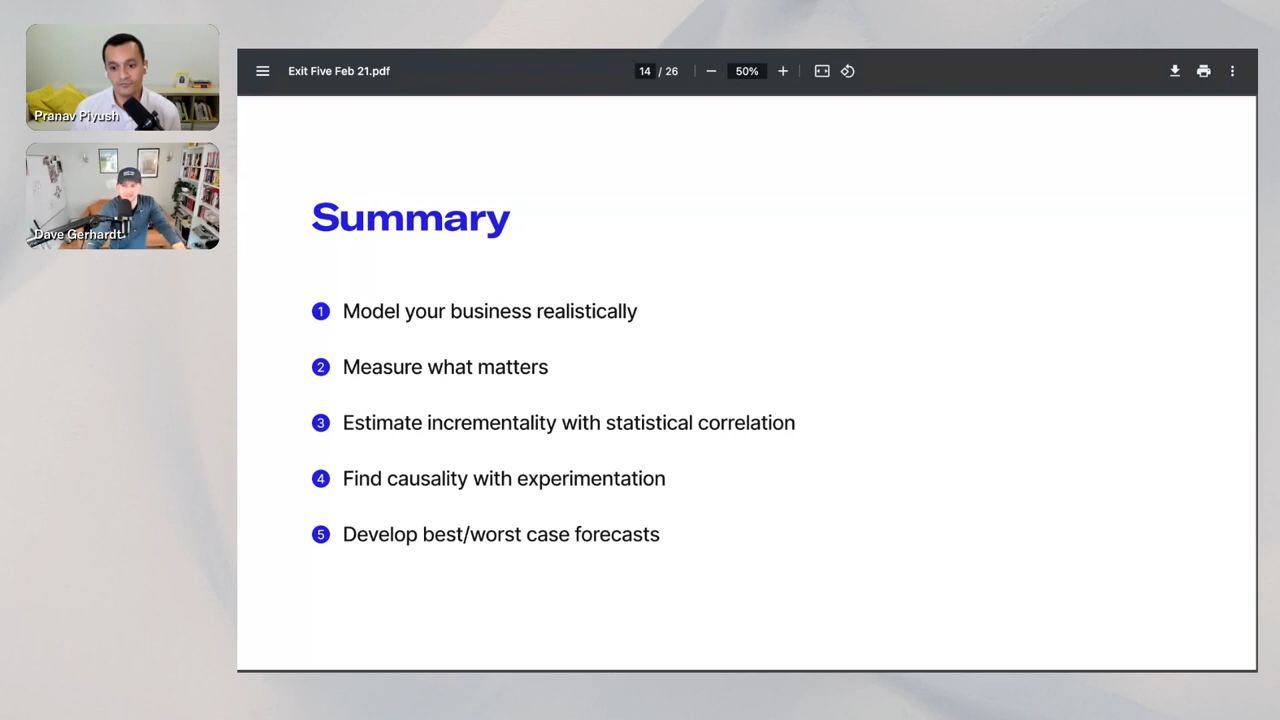 Pranav Piyush
Dave Gerhardt
Exit Five Feb 21.pdf
14 / 26
50%
Summary
1 Model your business realistically
2 Measure what matters
3 Estimate incrementality with statistical correlation
4 Find causality with experimentation
5 Develop best/worst case forecasts